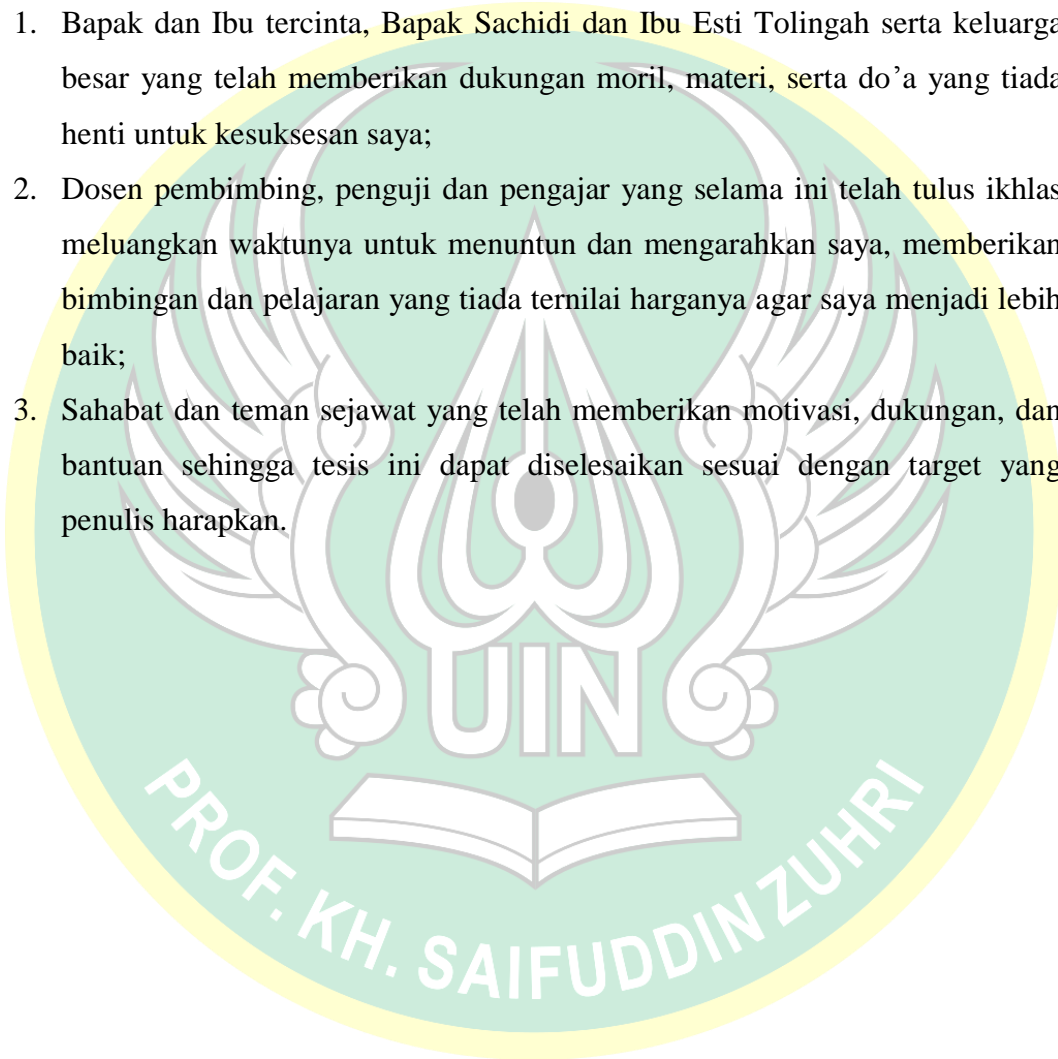 1. Bapak dan Ibu tercinta, Bapak Sachidi dan Ibu Esti Tolingah serta keluarga
besar yang telah memberikan dukungan moril, materi, serta do’a yang tiada
henti untuk kesuksesan saya;
2. Dosen pembimbing, penguji dan pengajar yang selama ini telah tulus ikhlas
meluangkan waktunya untuk menuntun dan mengarahkan saya, memberikan
bimbingan dan pelajaran yang tiada ternilai harganya agar saya menjadi lebih
baik;
3. Sahabat dan teman sejawat yang telah memberikan motivasi, dukungan, dan
bantuan sehingga tesis ini dapat diselesaikan sesuai dengan target yang
penulis harapkan.
UIN
PROF. KH. SAIFUDDIN ZUHRI